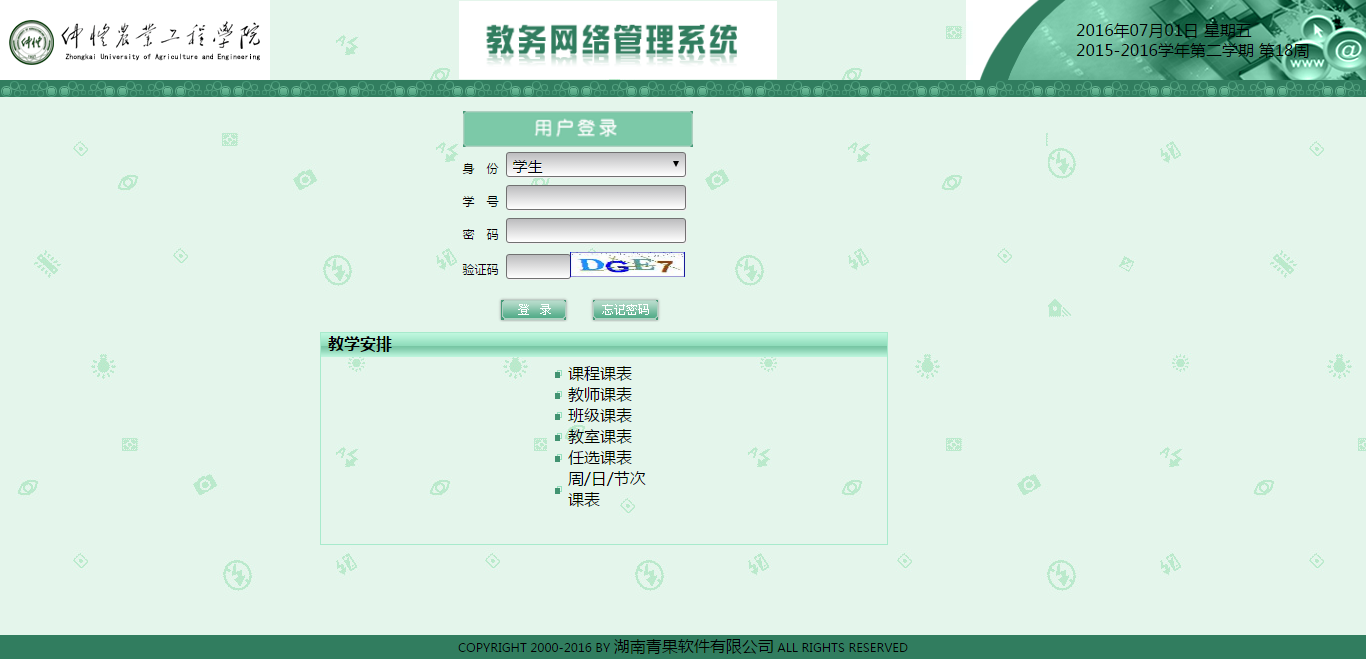 仲恺农业工程学院
Zhongkai University of Agriculture and Engineering
教务网络管理系统
2016年07月01日 星期五
2015-2016学年第二学期 第18周
www
@
用户登录
身 份 学生
学 号
密 码
验证码 DGE7
登 录 忘记密码
教学安排
课程课表
教师课表
班级课表
教室课表
任选课表
周/日/节次
课表
COPYRIGHT 2000-2016 BY 湖南青果软件有限公司 ALL RIGHTS RESERVED